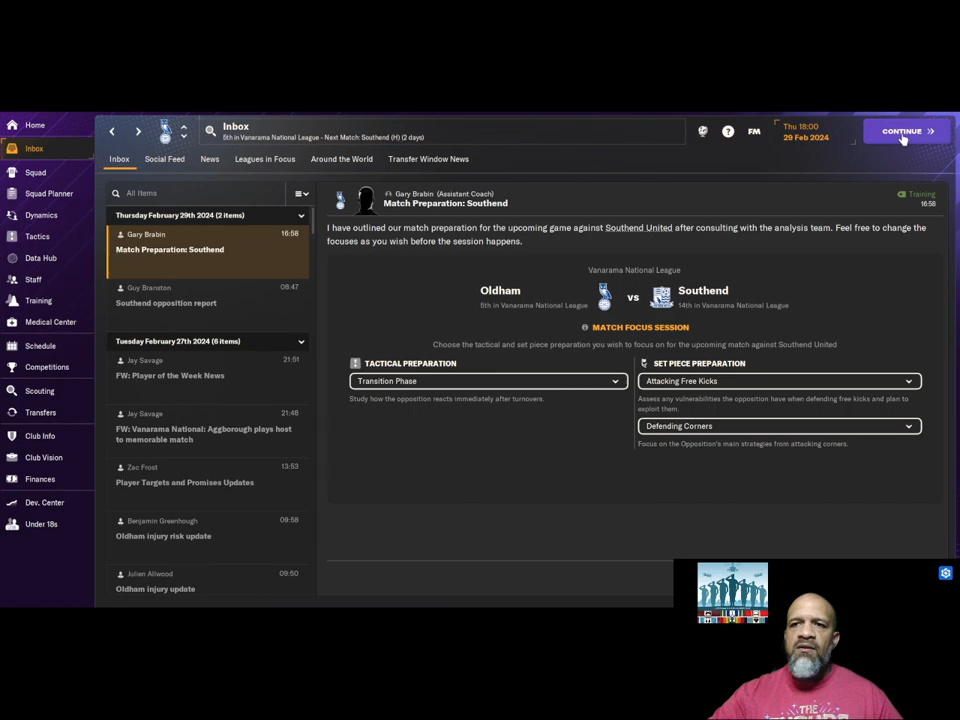 Home
Inbox
Squad
Squad Planner
Dynamics
Tactics
Data Hub
Staff
Training
Medical Center
Schedule
Competitions
Scouting
Transfers
Club Info
Club Vision
Finances
Dev. Center
Under 18s
Inbox
5th in Vanarama National League - Next Match: Southend (H) (2 days)
FM
Thu 18:00
29 Feb 2024
CONTINUE
Inbox
Social Feed
News
Leagues in Focus
Around the World
Transfer Window News
All Items
Thursday February 29th 2024 (2 items)
Gary Brabin
16:58
Match Preparation: Southend
Guy Branston
08:47
Southend opposition report
Tuesday February 27th 2024 (6 items)
Jay Savage
21:51
FW: Player of the Week News
Jay Savage
21:48
FW: Vanarama National: Aggborough plays host
to memorable match
Zac Frost
13:53
Player Targets and Promises Updates
Benjamin Greenhough
09:58
Oldham injury risk update
Julien Allwood
09:50
Oldham injury update
Gary Brabin (Assistant Coach)
Match Preparation: Southend
Training
16:58
I have outlined our match preparation for the upcoming game against Southend United after consulting with the analysis team. Feel free to change the
focuses as you wish before the session happens.
Vanarama National League
Oldham
5th in Vanarama National League
VS
Southend
14th in Vanarama National League
MATCH FOCUS SESSION
Choose the tactical and set piece preparation you wish to focus on for the upcoming match against Southend United
TACTICAL PREPARATION
Transition Phase
Study how the opposition reacts immediately after turnovers.
SET PIECE PREPARATION
Attacking Free Kicks
Assess any vulnerabilities the opposition have when defending free kicks and plan to
exploit them.
Defending Corners
Focus on the Opposition's main strategies from attacking corners.
THE